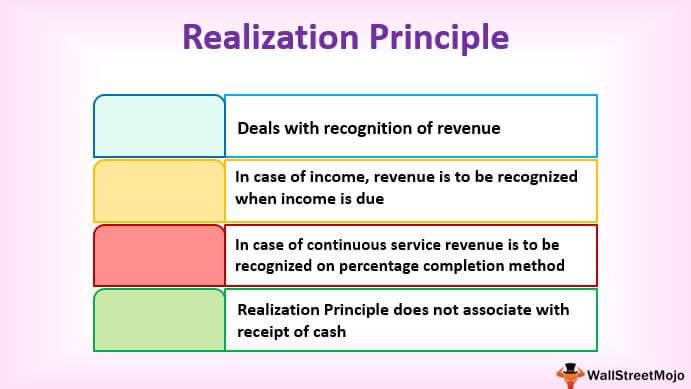 Realization Principle
Deals with recognition of revenue
In case of income, revenue is to be recognized
when income is due
In case of continuous service revenue is to be
recognized on percentage completion method
Realization Principle does not associate with
receipt of cash
WallStreetMojo